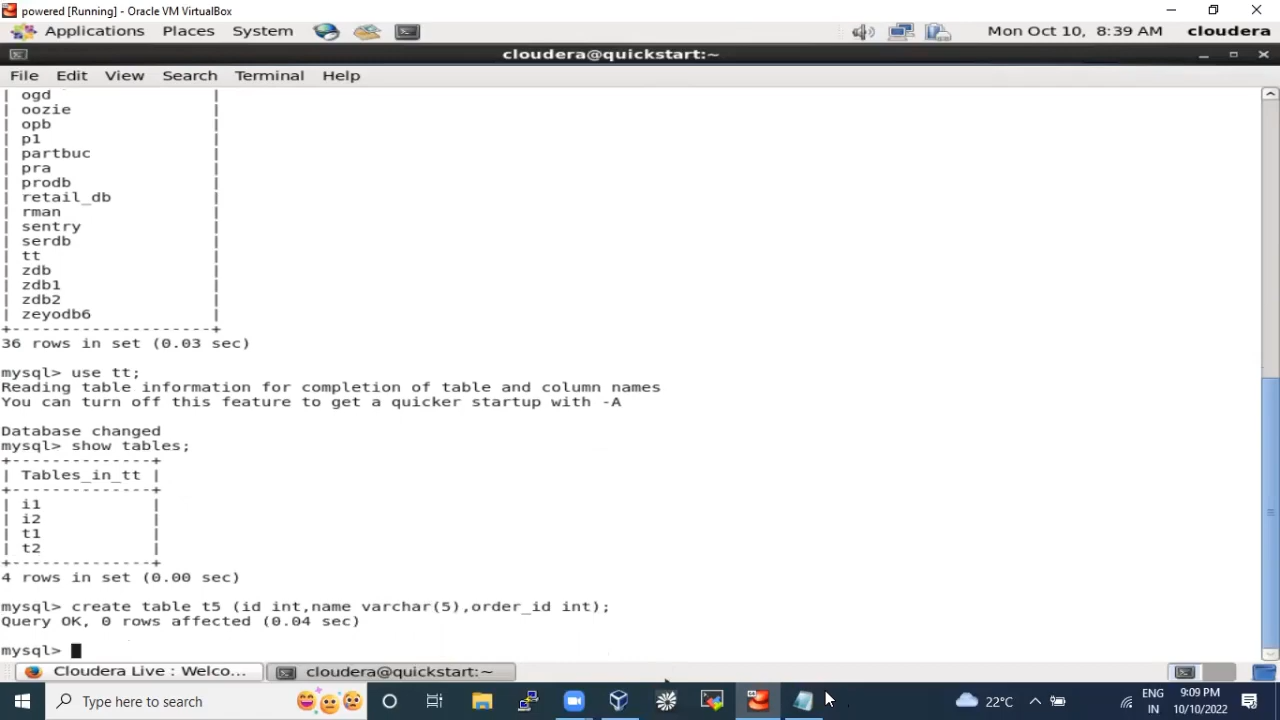 powered [Running] - Oracle VM VirtualBox
Applications Places System Mon Oct 10, 8:39 AM cloudera
cloudera@quickstart:~
File Edit View Search Terminal Help
| ogd |
| oozie |
| opb |
| p1 |
| partbuc |
| pra |
| prodb |
| retail_db |
| rman |
| sentry |
| serdb |
| tt |
| zdb |
| zdb1 |
| zdb2 |
| zeyodb6 |
+--------------------+
36 rows in set (0.03 sec)
mysql> use tt;
Reading table information for completion of table and column names
You can turn off this feature to get a quicker startup with -A
Database changed
mysql> show tables;
+--------------+
| Tables_in_tt |
+--------------+
| i1 |
| i2 |
| t1 |
| t2 |
+--------------+
4 rows in set (0.00 sec)
mysql> create table t5 (id int,name varchar(5),order_id int);
Query OK, 0 rows affected (0.04 sec)
mysql>
Cloudera Live : Welco... cloudera@quickstart:~
Type here to search 22°C ENG 9:09 PM
IN 10/10/2022